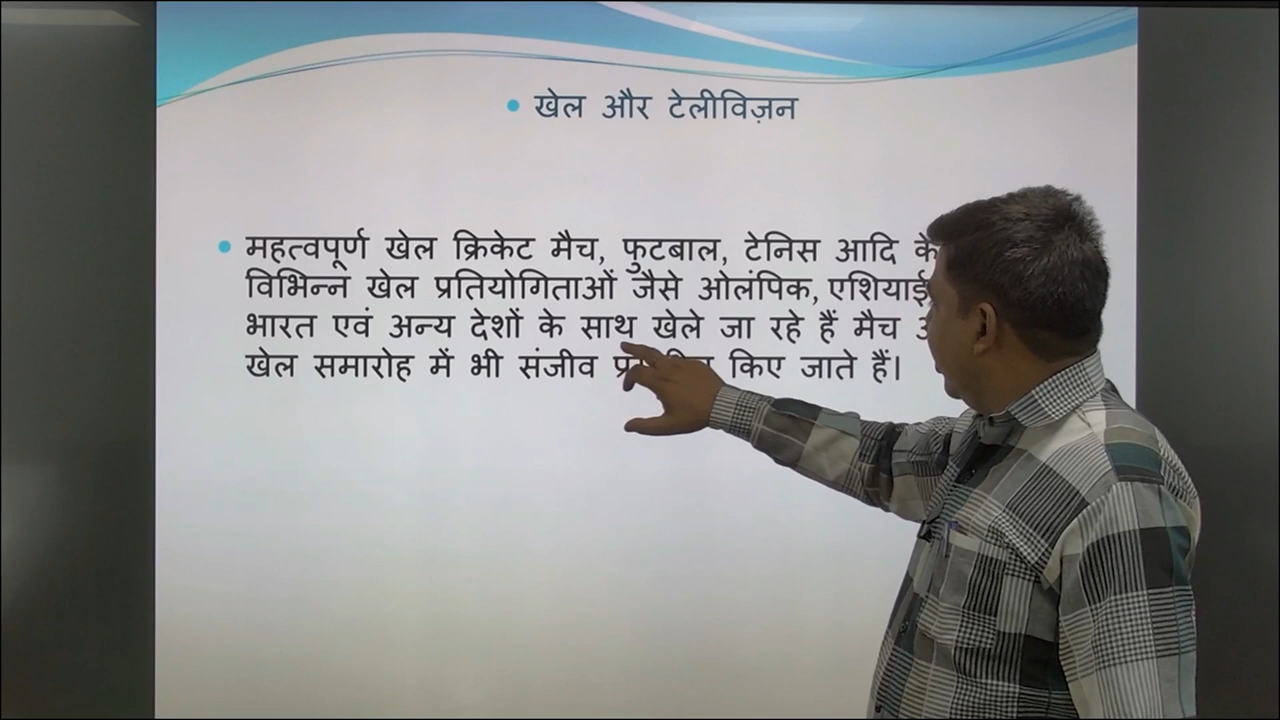 खेल और टेलीविज़न
महत्वपूर्ण खेल क्रिकेट मैच, फुटबाल, टेनिस आदि के
विभिन्न खेल प्रतियोगिताओं जैसे ओलंपिक, एशियाई
भारत एवं अन्य देशों के साथ खेले जा रहे हैं मैच
खेल समारोह में भी संजीव किए जाते हैं।